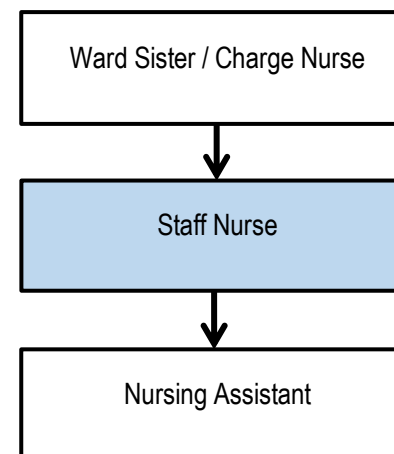 Ward Sister / Charge Nurse
Staff Nurse
Nursing Assistant